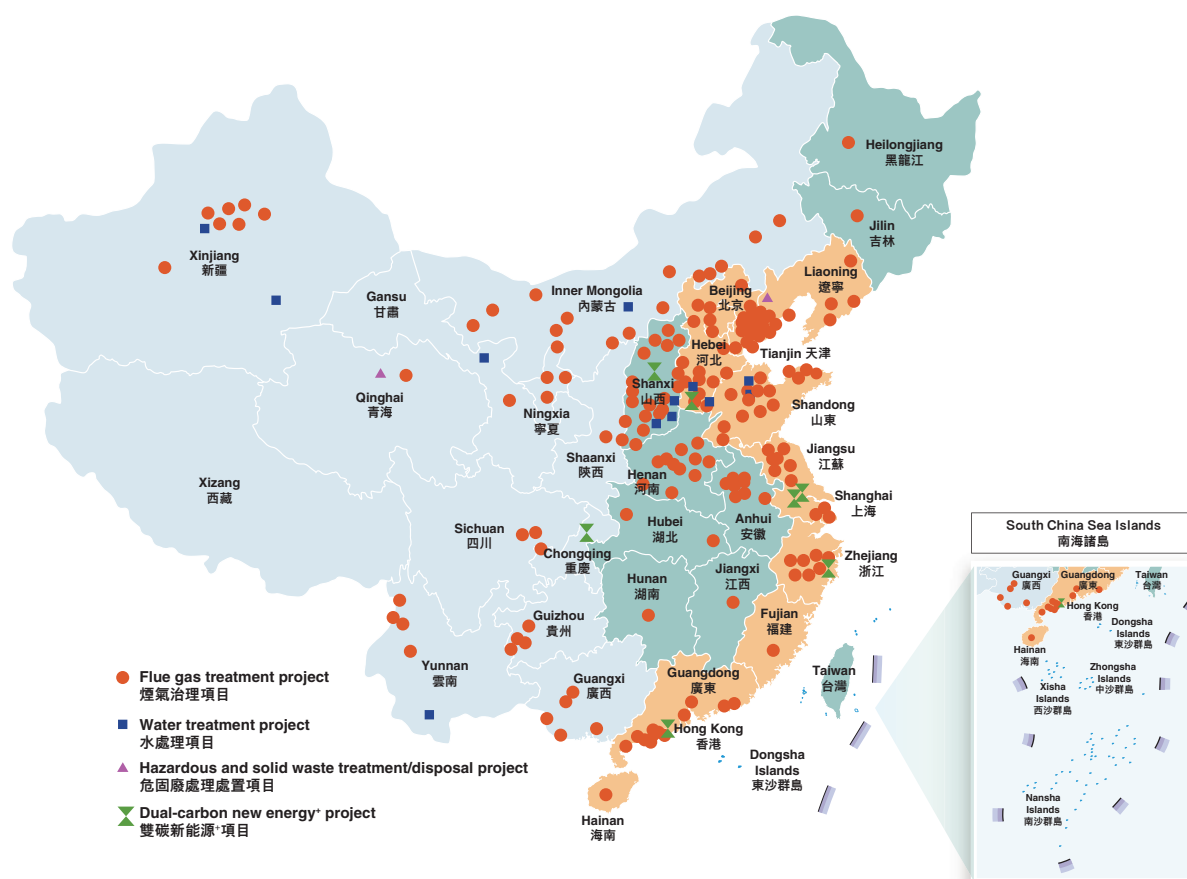 Heilongjiang
黑龍江
Jilin
吉林
Liaoning
遼寧
Xinjiang
新疆
Gansu
甘肅
Inner Mongolia
內蒙古
Beijing
北京
Hebei
河北
Tianjin 天津
Qinghai
青海
Ningxia
寧夏
Shanxi
山西
Shandong
山東
Shaanxi
陝西
Henan
河南
Jiangsu
江蘇
Xizang
西藏
Shanghai
上海
Sichuan
四川
Chongqing
重慶
Hubei
湖北
Anhui
安徽
Zhejiang
浙江
Hunan
湖南
Jiangxi
江西
Guizhou
貴州
Fujian
福建
Yunnan
雲南
Guangxi
廣西
Guangdong
廣東
Taiwan
台灣
Hong Kong
香港
Dongsha
Islands
東沙群島
Hainan
海南
Flue gas treatment project
煙氣治理項目
Water treatment project
水處理項目
Hazardous and solid waste treatment/disposal project
危固廢處理處置項目
Dual-carbon new energy⁺ project
雙碳新能源⁺項目
South China Sea Islands
南海諸島
Guangxi
廣西
Guangdong
廣東
Taiwan
台灣
Hong Kong
香港
Dongsha
Islands
東沙群島
Hainan
海南
Zhongsha
Islands
中沙群島
Xisha
Islands
西沙群島
Nansha
Islands
南沙群島